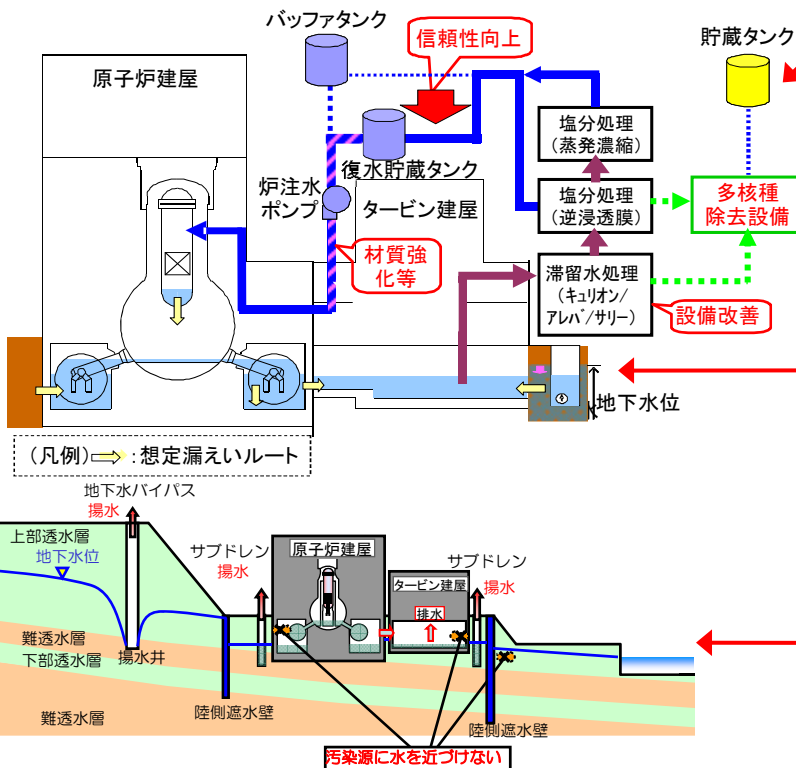 バッファタンク
信頼性向上
貯蔵タンク
原子炉建屋
塩分処理
(蒸発濃縮)
復水貯蔵タンク
炉注水
ポンプ
タービン建屋
塩分処理
(逆浸透膜)
多核種
除去設備
材質強
化等
滞留水処理
(キュリオン/
アレバ/サリー)
設備改善
地下水位
(凡例) :想定漏えいルート
地下水バイパス
揚水
上部透水層
地下水位
サブドレン
揚水
原子炉建屋
サブドレン
揚水
タービン建屋
排水
難透水層
下部透水層
揚水井
難透水層
陸側遮水壁
陸側遮水壁
汚染源に水を近づけない